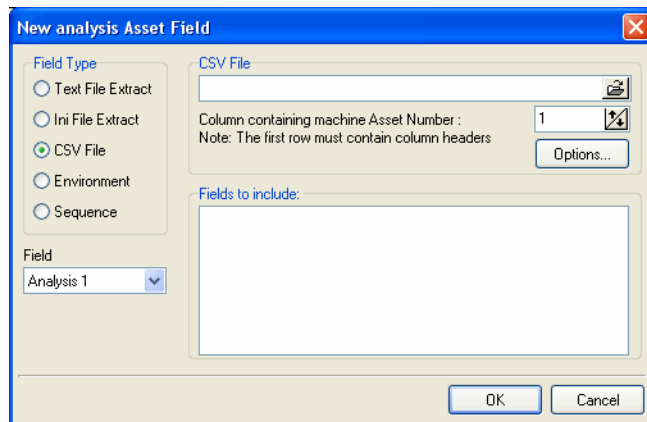 New analysis Asset Field
Field Type
Text File Extract
Ini File Extract
CSV File
Environment
Sequence
Field
Analysis 1
CSV File
Column containing machine Asset Number :
1
Note: The first row must contain column headers
Options...
Fields to include:
OK
Cancel